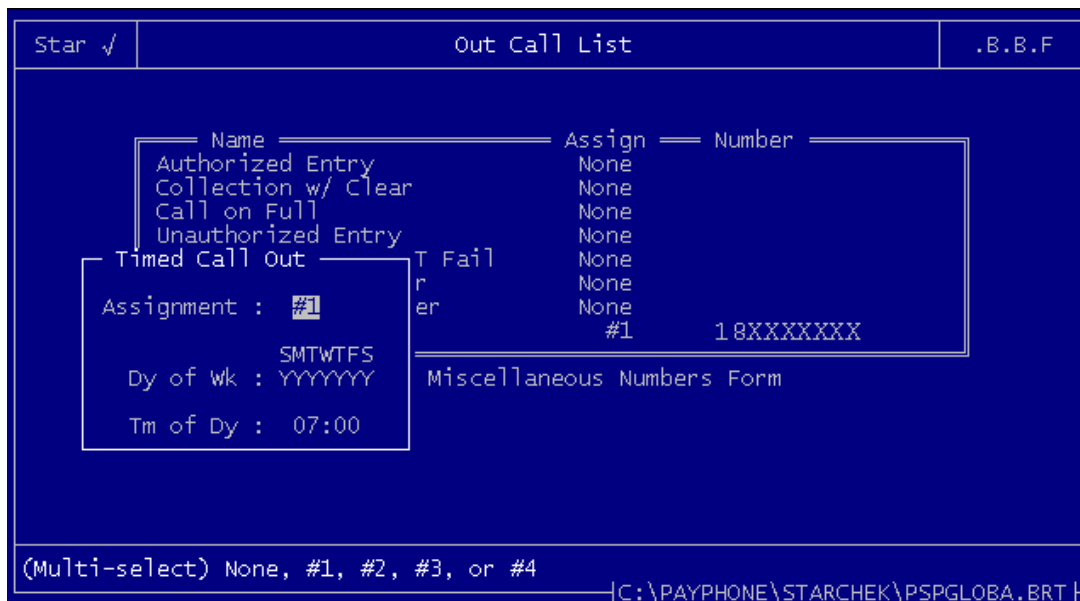 Star √ Out Call List .B.B.F
Name Assign Number
Authorized Entry None
Collection w/ Clear None
Call on Full None
Unauthorized Entry None
Timed Call Out T Fail None
r None
Assignment : #1 er None
#1 18XXXXXXX
SMTWTFS
Dy of Wk : YYYYYYY Miscellaneous Numbers Form
Tm of Dy : 07:00
(Multi-select) None, #1, #2, #3, or #4
C:\PAYPHONE\STARCHEK\PSPGLOBA.BRT